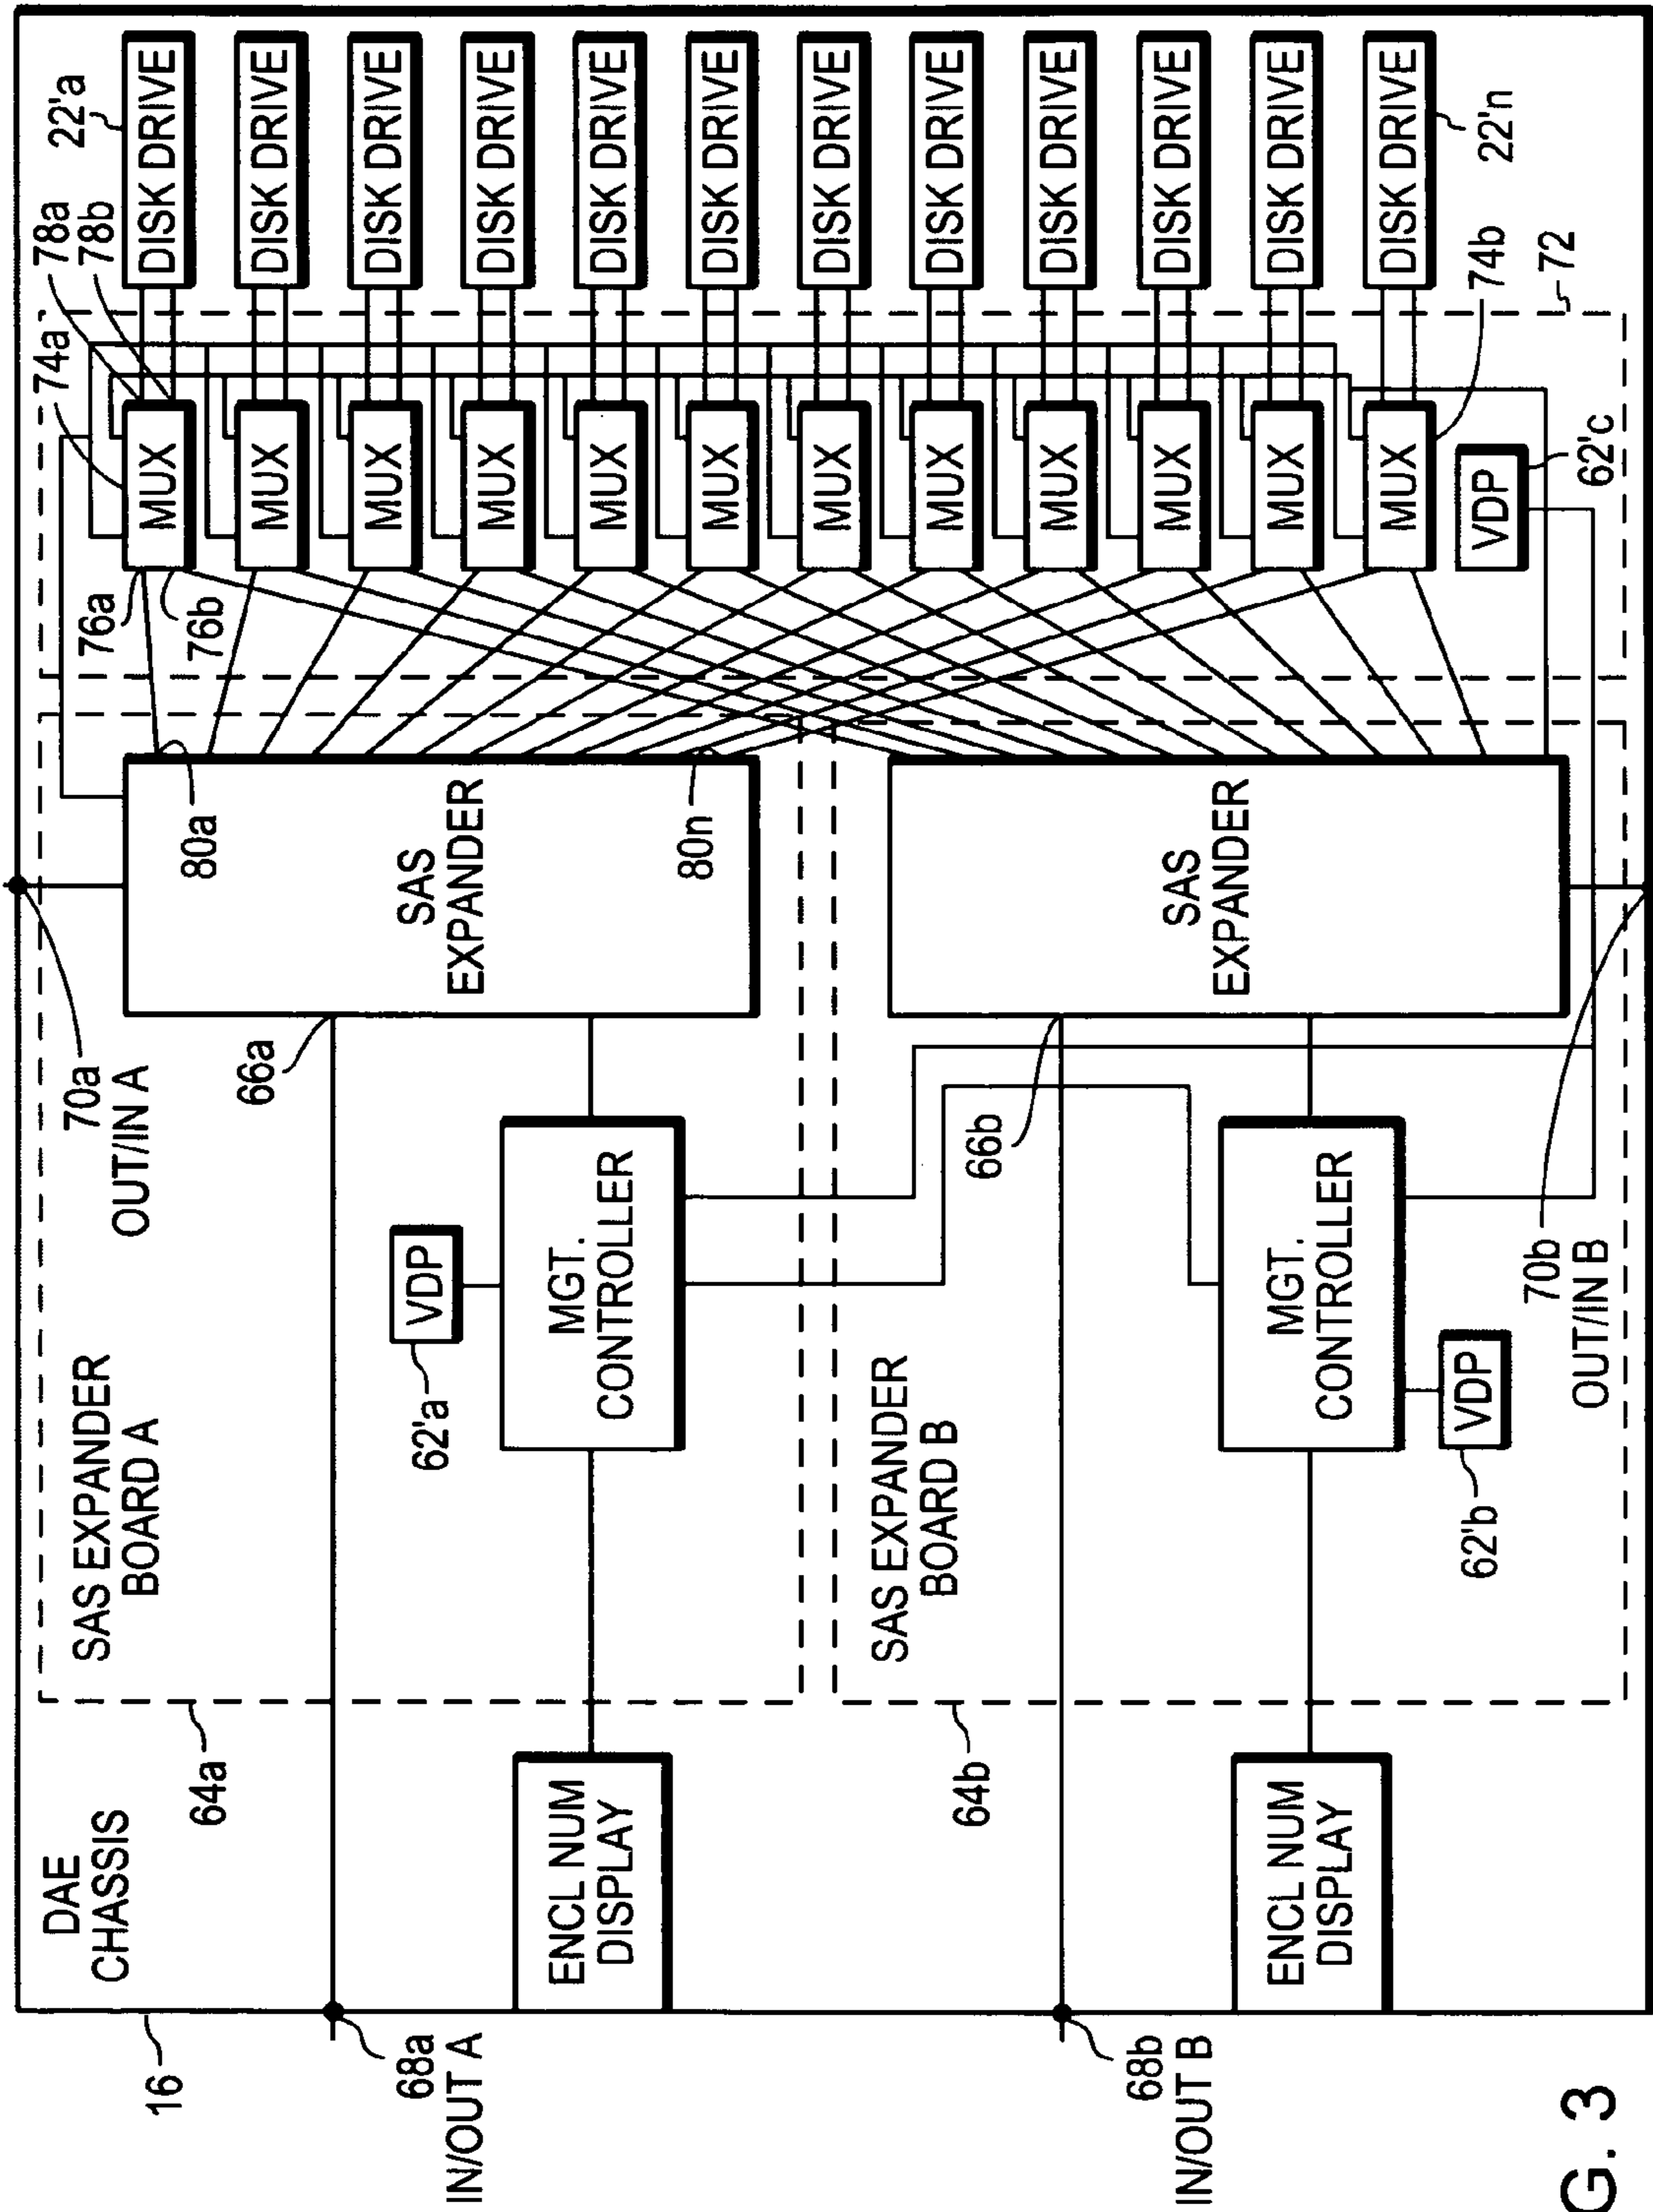 16
DAE
CHASSIS
64a
SAS EXPANDER
BOARD A
70a
OUT/IN A
68a
IN/OUT A
ENCL NUM
DISPLAY
62'a
VDP
MGT.
CONTROLLER
66a
SAS
EXPANDER
80a
80n
76a
76b
74a
78a
78b
22'a
MUX
DISK DRIVE
MUX
DISK DRIVE
MUX
DISK DRIVE
MUX
DISK DRIVE
MUX
DISK DRIVE
MUX
DISK DRIVE
MUX
DISK DRIVE
MUX
DISK DRIVE
MUX
DISK DRIVE
MUX
DISK DRIVE
MUX
DISK DRIVE
MUX
DISK DRIVE
64b
SAS EXPANDER
BOARD B
66b
68b
IN/OUT B
ENCL NUM
DISPLAY
MGT.
CONTROLLER
SAS
EXPANDER
62'b
VDP
70b
OUT/IN B
VDP
62'c
74b
22'n
72
G. 3